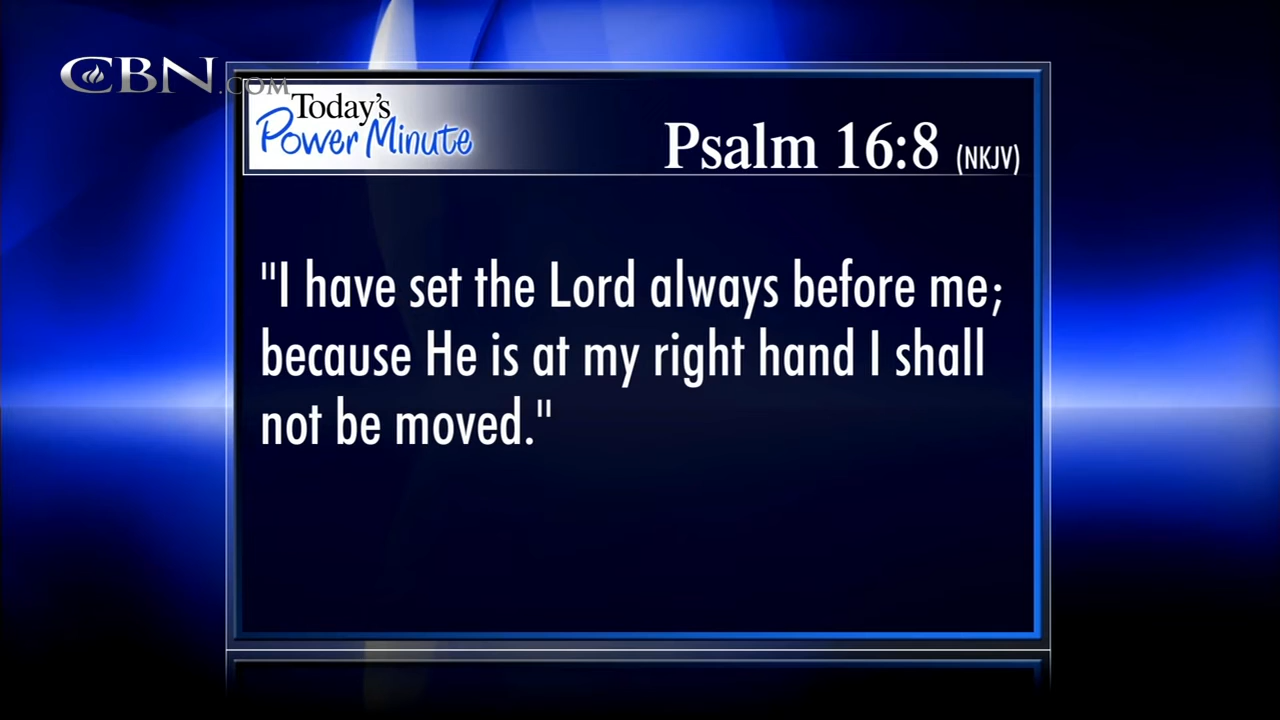 CBN.COM
Today's
Power Minute
Psalm 16:8 (NKJV)
"I have set the Lord always before me;
because He is at my right hand I shall
not be moved."